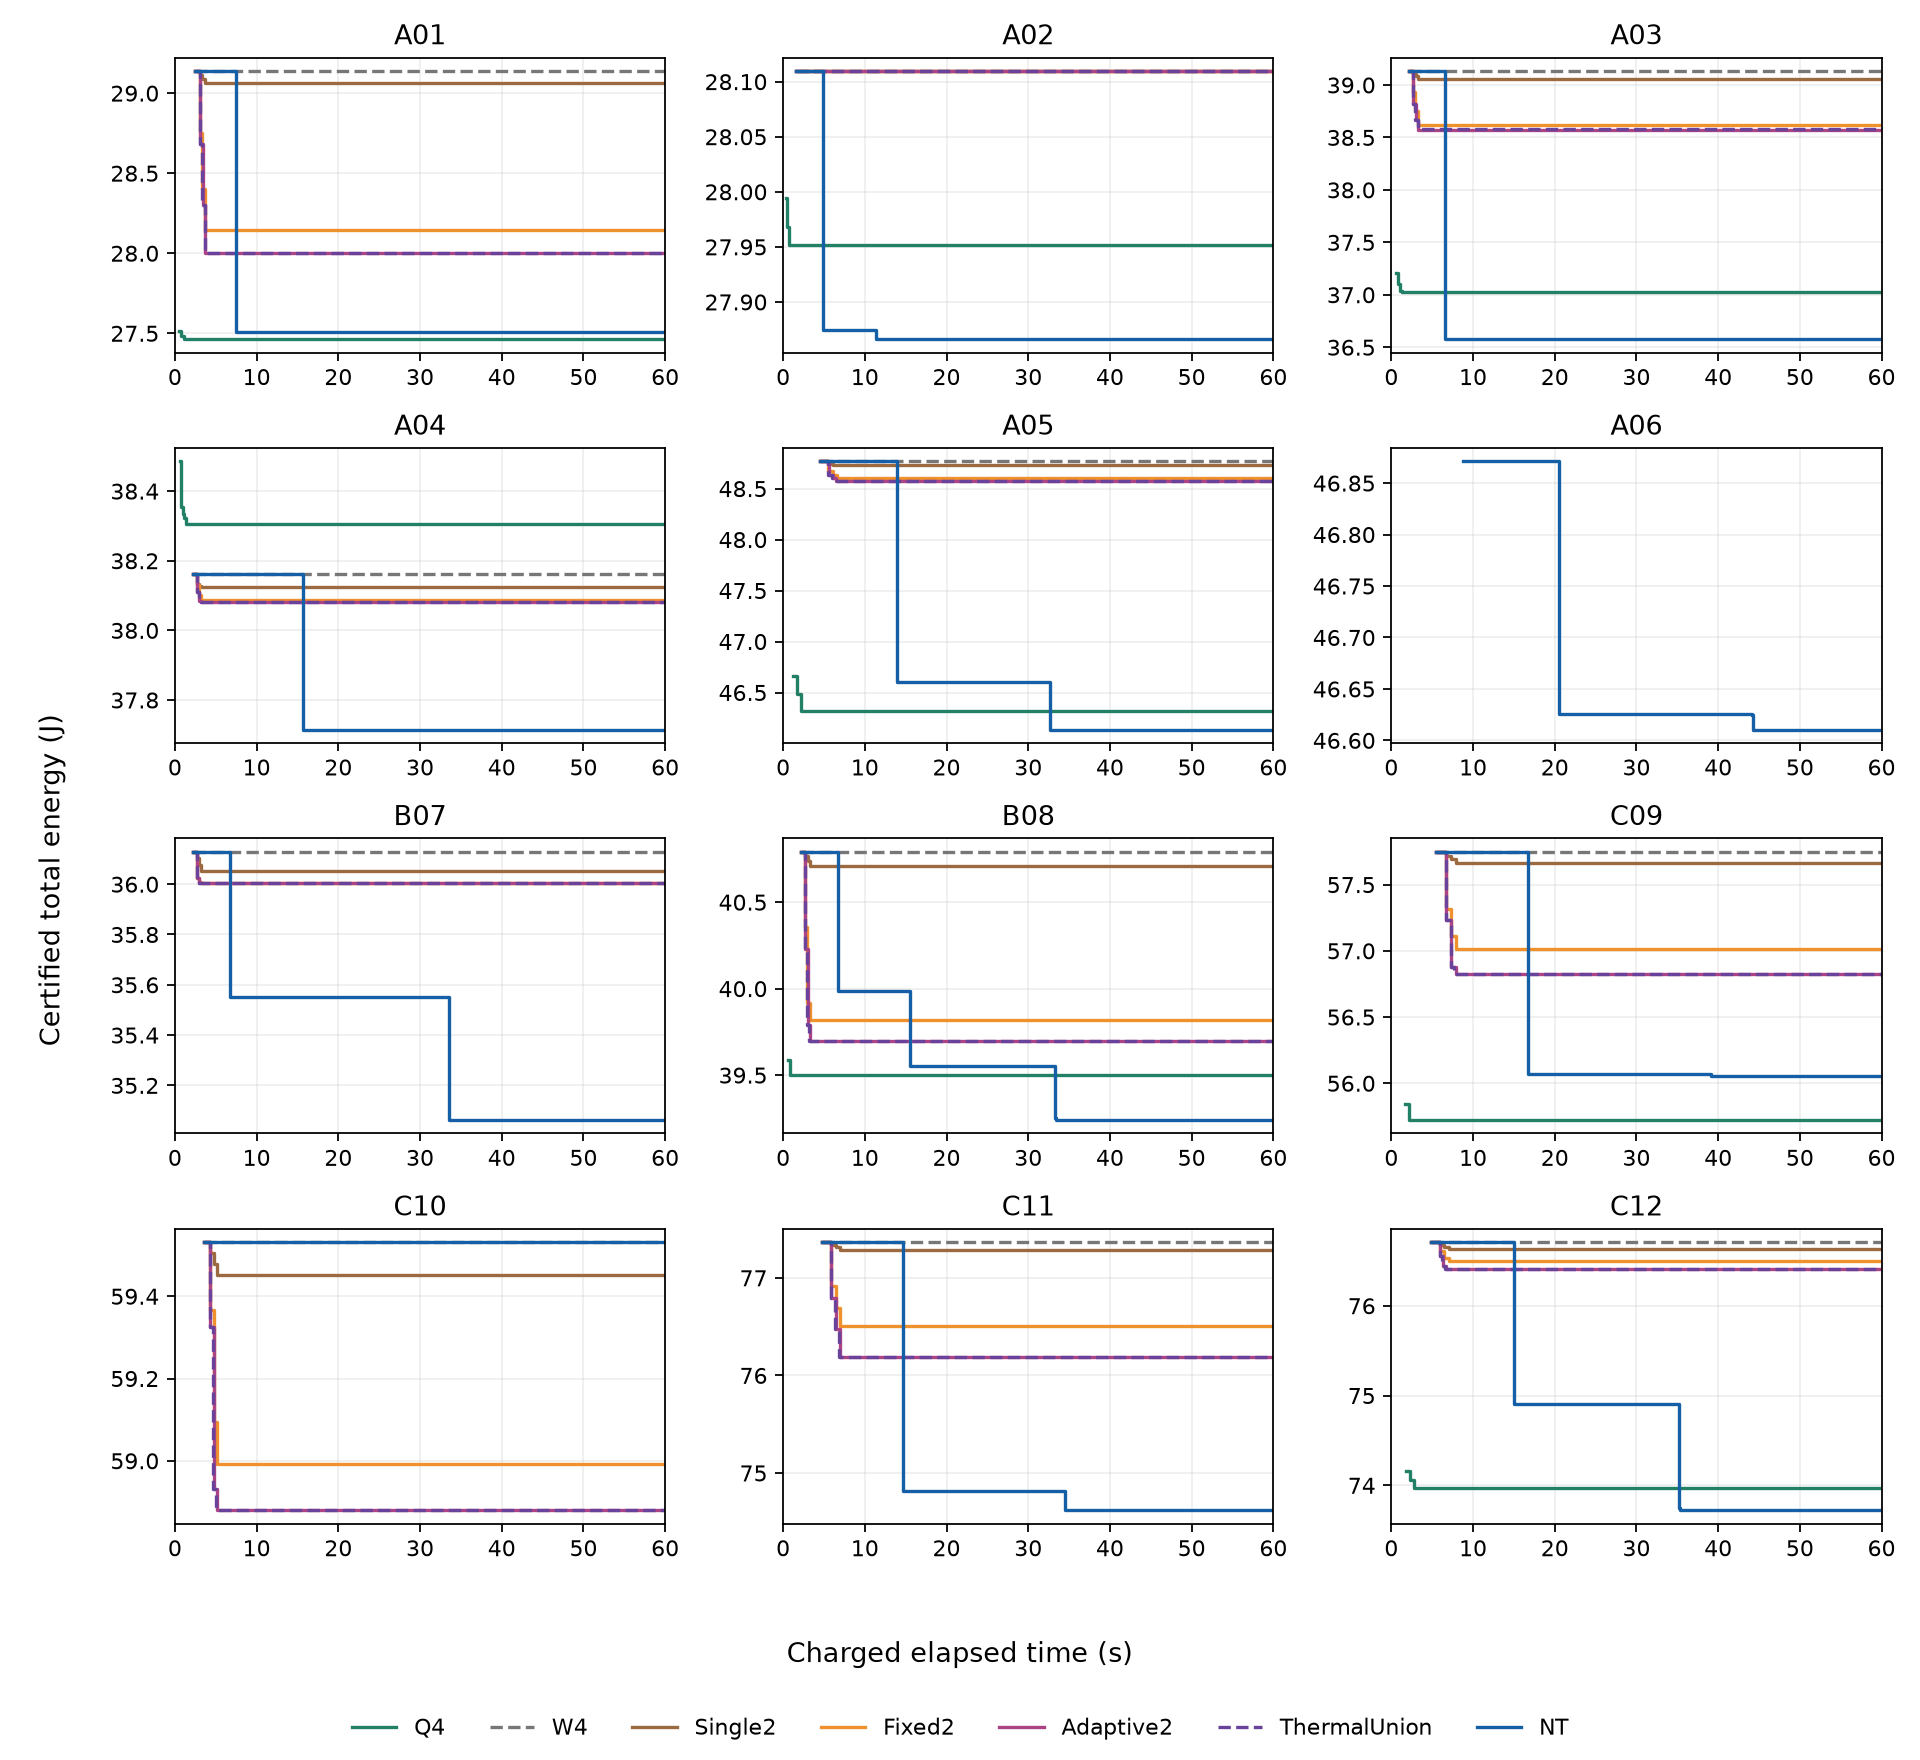 A01
A02
A03
29.0
28.5
28.0
27.5
0 10 20 30 40 50 60
28.10
28.05
28.00
27.95
27.90
0 10 20 30 40 50 60
39.0
38.5
38.0
37.5
37.0
36.5
0 10 20 30 40 50 60
A04
A05
A06
38.4
38.2
38.0
37.8
0 10 20 30 40 50 60
48.5
48.0
47.5
47.0
46.5
0 10 20 30 40 50 60
46.85
46.80
46.75
46.70
46.65
46.60
0 10 20 30 40 50 60
Certified total energy (J)
B07
B08
C09
36.0
35.8
35.6
35.4
35.2
0 10 20 30 40 50 60
40.5
40.0
39.5
0 10 20 30 40 50 60
57.5
57.0
56.5
56.0
0 10 20 30 40 50 60
C10
C11
C12
59.4
59.2
59.0
0 10 20 30 40 50 60
77
76
75
0 10 20 30 40 50 60
76
75
74
0 10 20 30 40 50 60
Charged elapsed time (s)
Q4 W4 Single2 Fixed2 Adaptive2 ThermalUnion NT